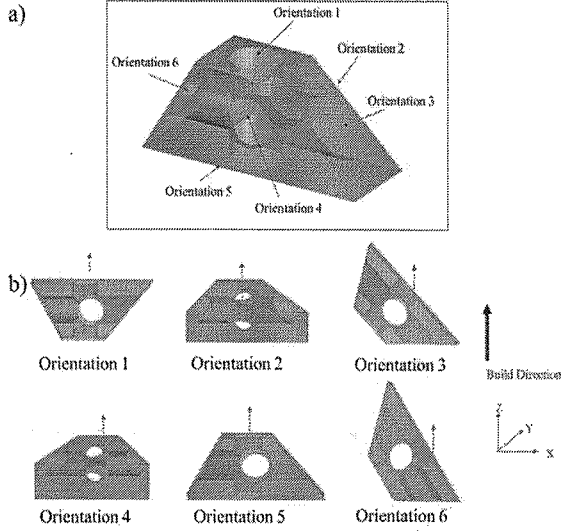 a)
Orientation 1
Orientation 2
Orientation 6
Orientation 3
Orientation 5
Orientation 4
b)
Orientation 1
Orientation 2
Orientation 3
Build Direction
Z
Y
X
Orientation 4
Orientation 5
Orientation 6